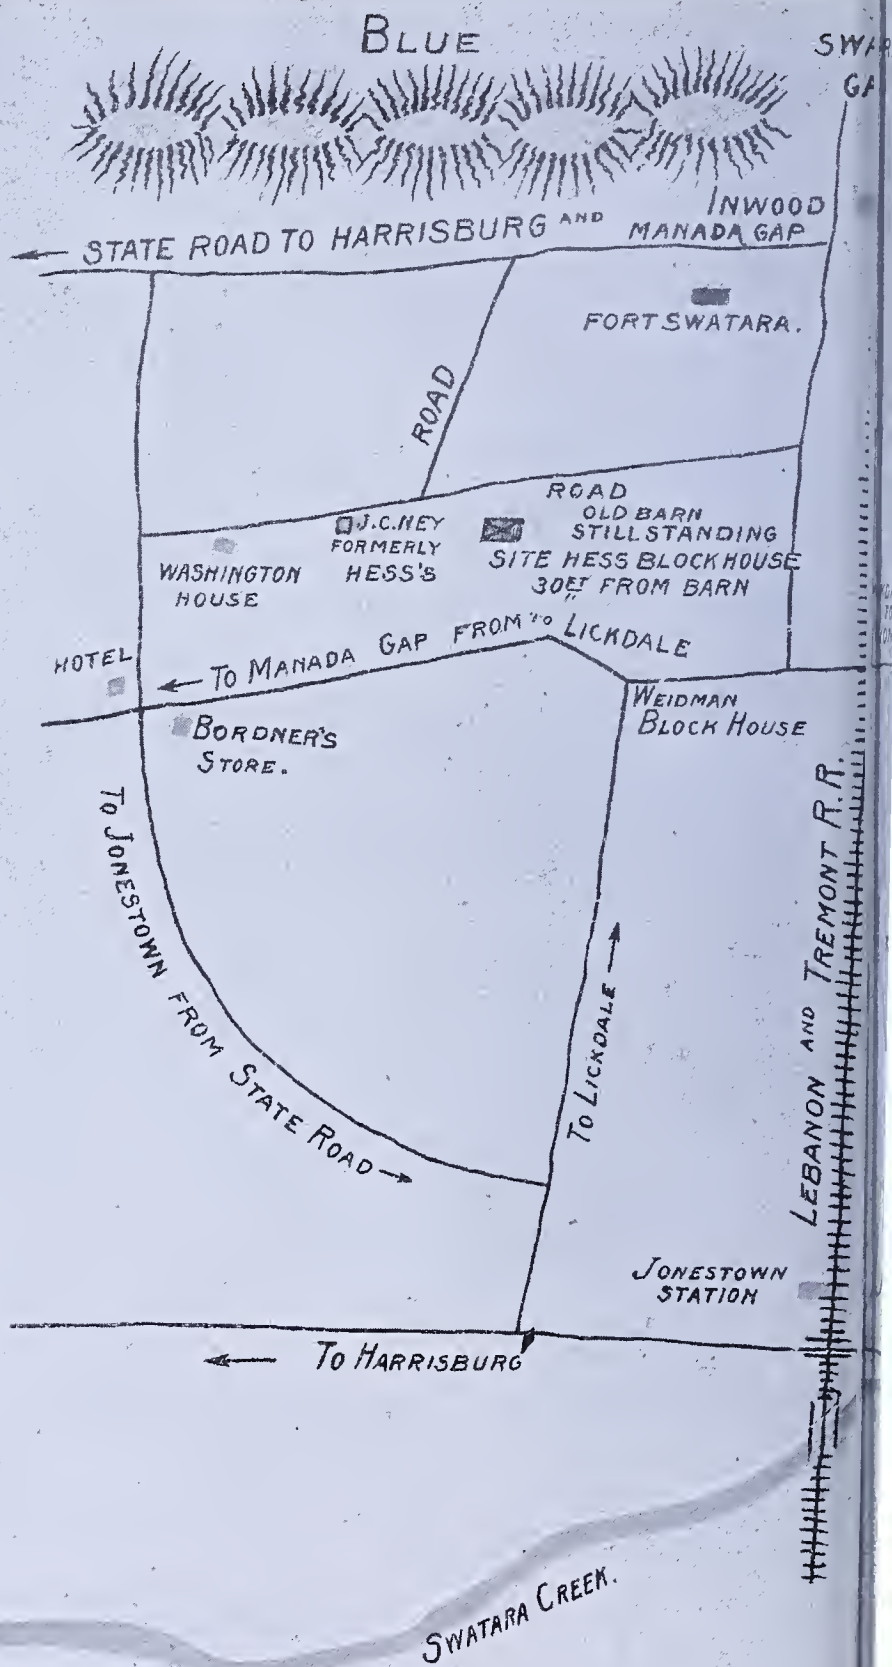 BLUE
INWOOD
STATE ROAD TO HARRISBURG AND MANADA GAP
FORT SWATARA.
ROAD
ROAD
OLD BARN
STILL STANDING
SITE HESS BLOCK HOUSE
30 FT FROM BARN
J.C. NEY
FORMERLY
HESS'S
WASHINGTON
HOUSE
HOTEL
TO MANADA GAP FROM TO LICKDALE
WEIDMAN
BLOCK HOUSE
BORDNER'S
STORE.
TO JONESTOWN FROM STATE ROAD
TO LICKDALE
LEBANON AND TREMONT R.R.
JONESTOWN
STATION
TO HARRISBURG
SWATARA CREEK.